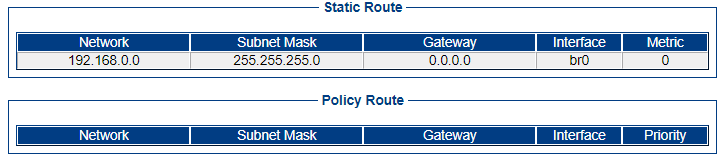 Static Route
Network Subnet Mask Gateway Interface Metric
192.168.0.0 255.255.255.0 0.0.0.0 br0 0
Policy Route
Network Subnet Mask Gateway Interface Priority